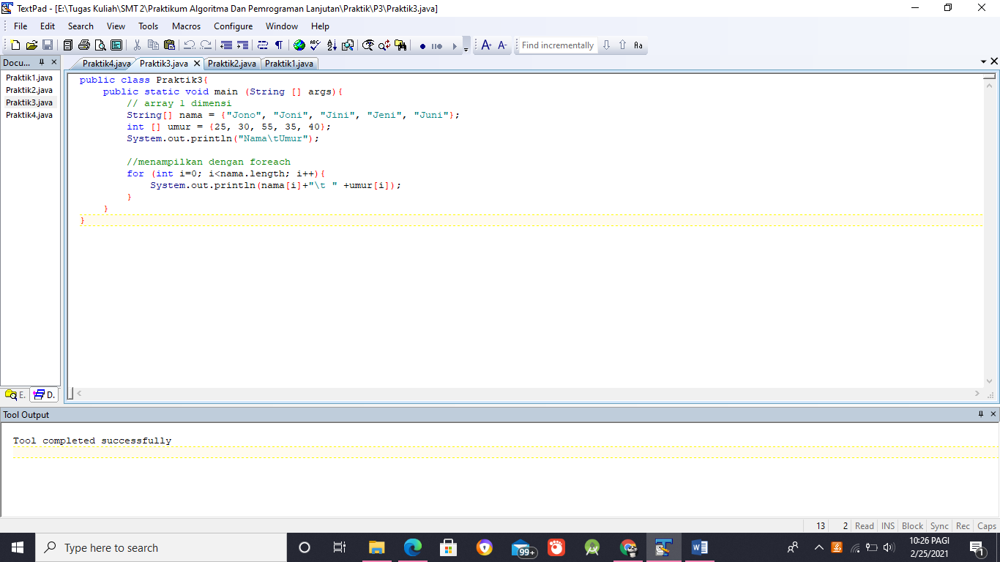 TextPad - [E:\Tugas Kuliah\SMT 2\Praktikum Algoritma Dan Pemrograman Lanjutan\Praktik\P3\Praktik3.java]
File Edit Search View Tools Macros Configure Window Help
Find incrementally
Docu...
Praktik4.java Praktik3.java Praktik2.java Praktik1.java
Praktik1.java
Praktik2.java
Praktik3.java
Praktik4.java
public class Praktik3{
    public static void main (String [] args){
        // array 1 dimensi
        String[] nama = {"Jono", "Joni", "Jini", "Jeni", "Juni"};
        int [] umur = {25, 30, 55, 35, 40};
        System.out.println("Nama\tUmur");
        //menampilkan dengan foreach
        for (int i=0; i<nama.length; i++){
            System.out.println(nama[i]+"\t " +umur[i]);
        }
    }
}
E. D.
Tool Output
Tool completed successfully
13 2 Read INS Block Sync Rec Caps
Type here to search
99+
10:26 PAGI
2/25/2021
1